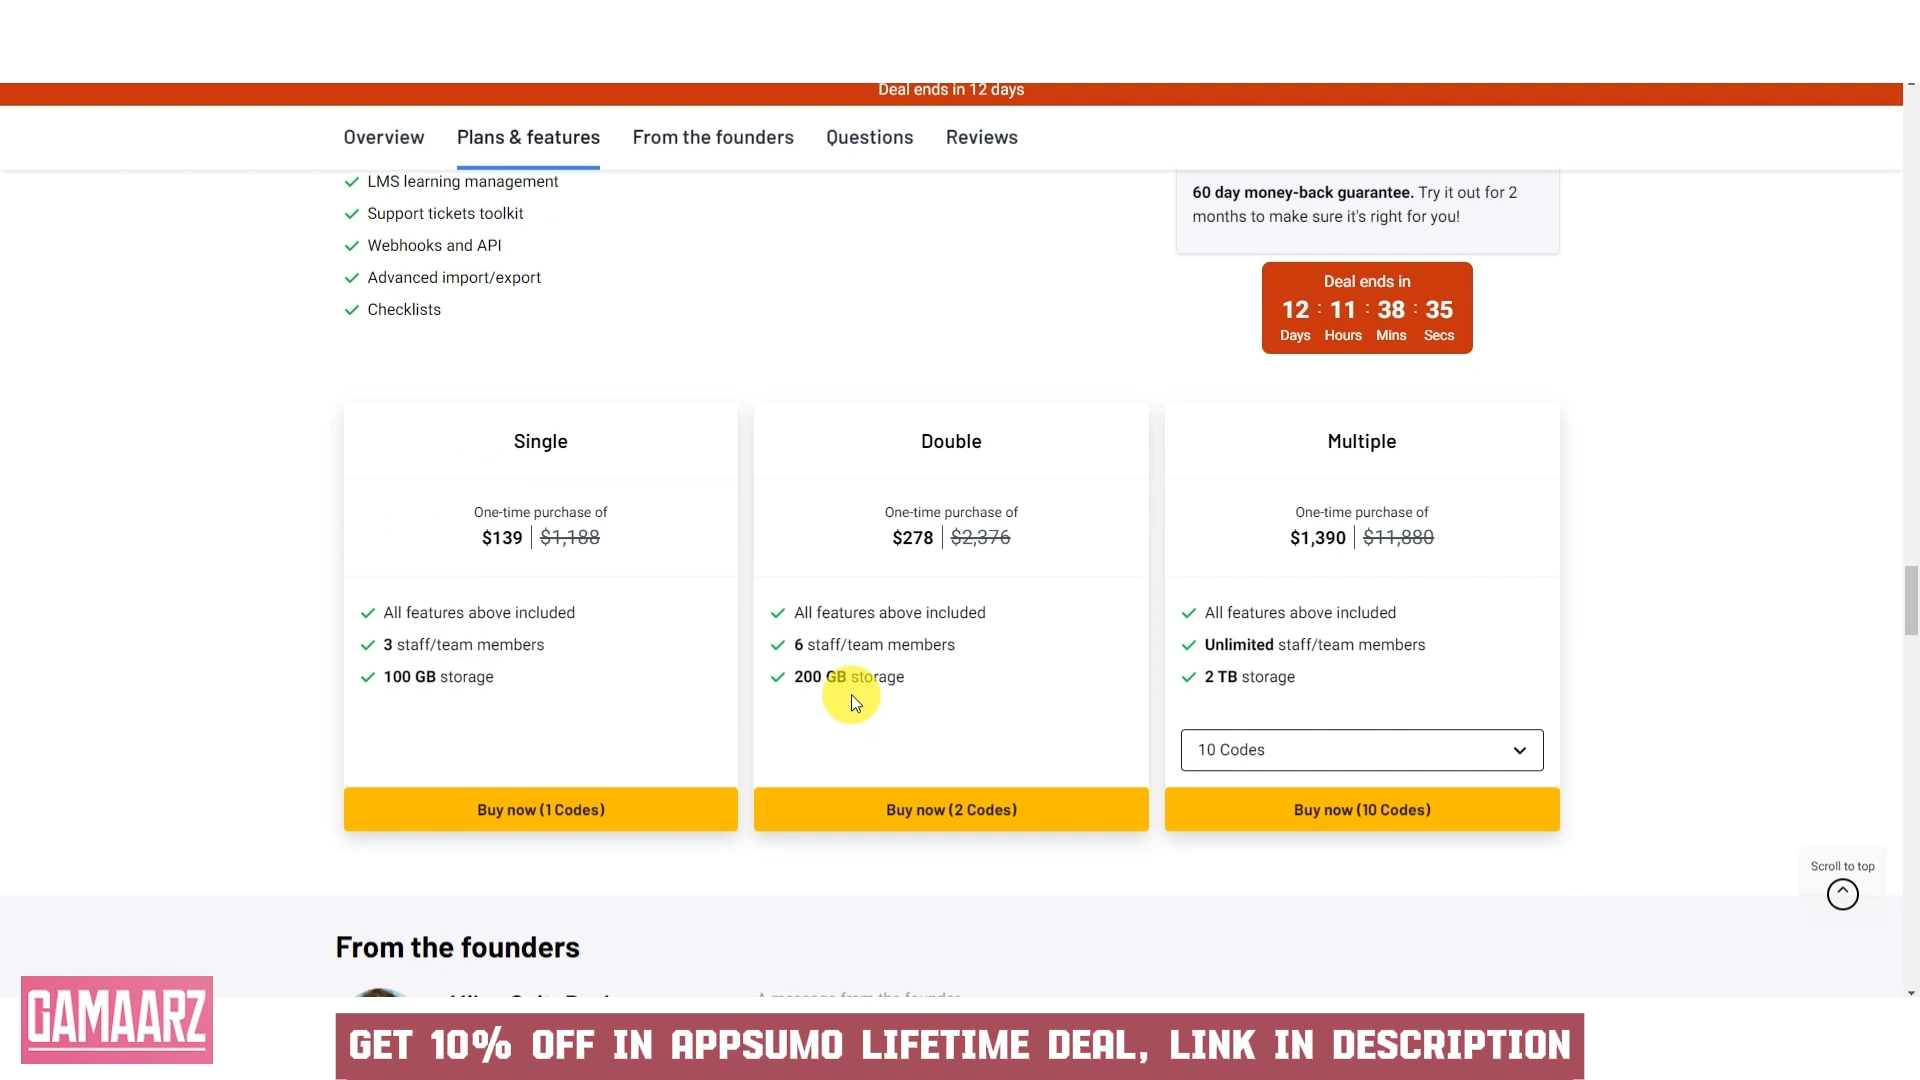 Deal ends in 12 days
Overview Plans & features From the founders Questions Reviews
LMS learning management
Support tickets toolkit
Webhooks and API
Advanced import/export
Checklists
60 day money-back guarantee. Try it out for 2
months to make sure it's right for you!
Deal ends in
12 : 11 : 38 : 35
Days Hours Mins Secs
Single
One-time purchase of
$139 $1,188
All features above included
3 staff/team members
100 GB storage
Buy now (1 Codes)
Double
One-time purchase of
$278 $2,376
All features above included
6 staff/team members
200 GB storage
Buy now (2 Codes)
Multiple
One-time purchase of
$1,390 $11,880
All features above included
Unlimited staff/team members
2 TB storage
10 Codes
Buy now (10 Codes)
Scroll to top
From the founders
A message from the founder
GAMAARZ
GET 10% OFF IN APPSUMO LIFETIME DEAL, LINK IN DESCRIPTION